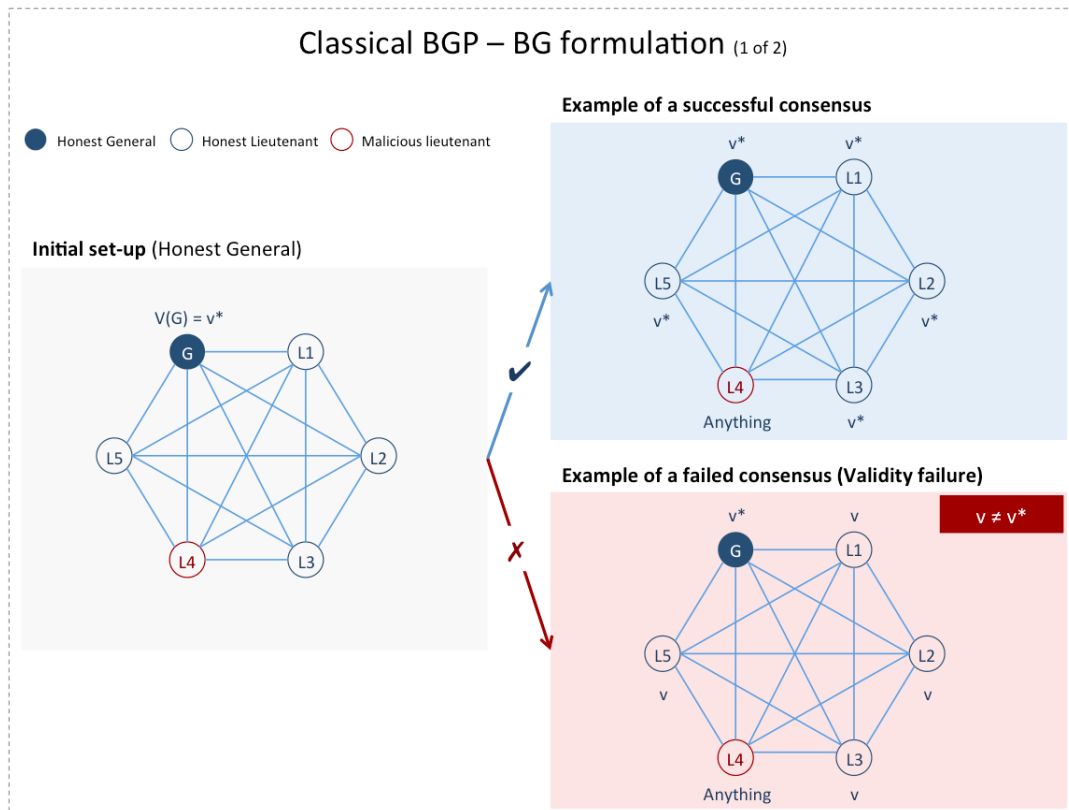 Classical BGP – BG formulation (1 of 2)
Honest General
Honest Lieutenant
Malicious lieutenant
Initial set-up (Honest General)
V(G) = v*
G
L1
L5
L2
L4
L3
✔
✗
Example of a successful consensus
v*
v*
G
L1
L5
L2
v*
v*
L4
L3
Anything
v*
Example of a failed consensus (Validity failure)
v ≠ v*
v*
v
G
L1
L5
L2
v
v
L4
L3
Anything
v